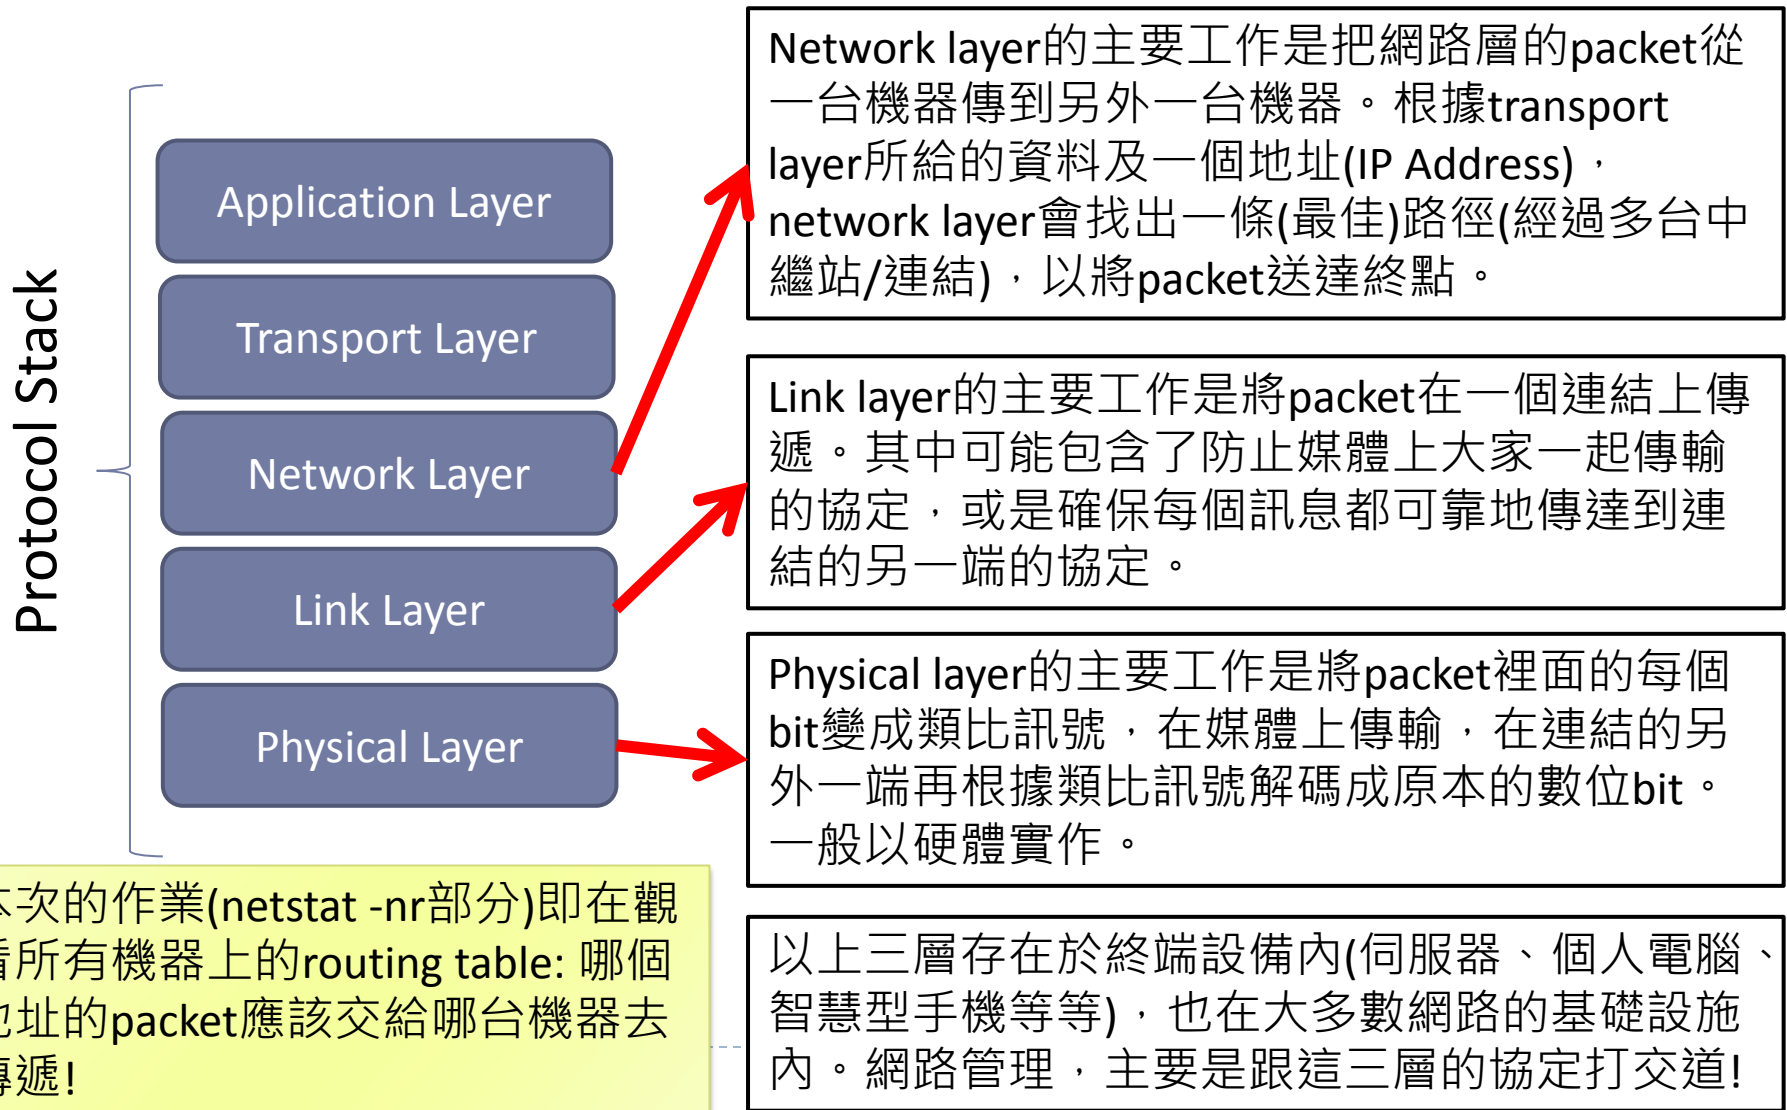 Protocol Stack
Application Layer
Transport Layer
Network Layer
Link Layer
Physical Layer
Network layer的主要工作是把網路層的packet從
一台機器傳到另外一台機器。根據transport
layer所給的資料及一個地址(IP Address)，
network layer會找出一條(最佳)路徑(經過多台中
繼站/連結)，以將packet送達終點。
Link layer的主要工作是將packet在一個連結上傳
遞。其中可能包含了防止媒體上大家一起傳輸
的協定，或是確保每個訊息都可靠地傳達到連
結的另一端的協定。
Physical layer的主要工作是將packet裡面的每個
bit變成類比訊號，在媒體上傳輸，在連結的另
外一端再根據類比訊號解碼成原本的數位bit。
一般以硬體實作。
本次的作業(netstat -nr部分)即在觀
看所有機器上的routing table: 哪個
地址的packet應該交給哪台機器去
傳遞!
以上三層存在於終端設備內(伺服器、個人電腦、
智慧型手機等等)，也在大多數網路的基礎設施
內。網路管理，主要是跟這三層的協定打交道!